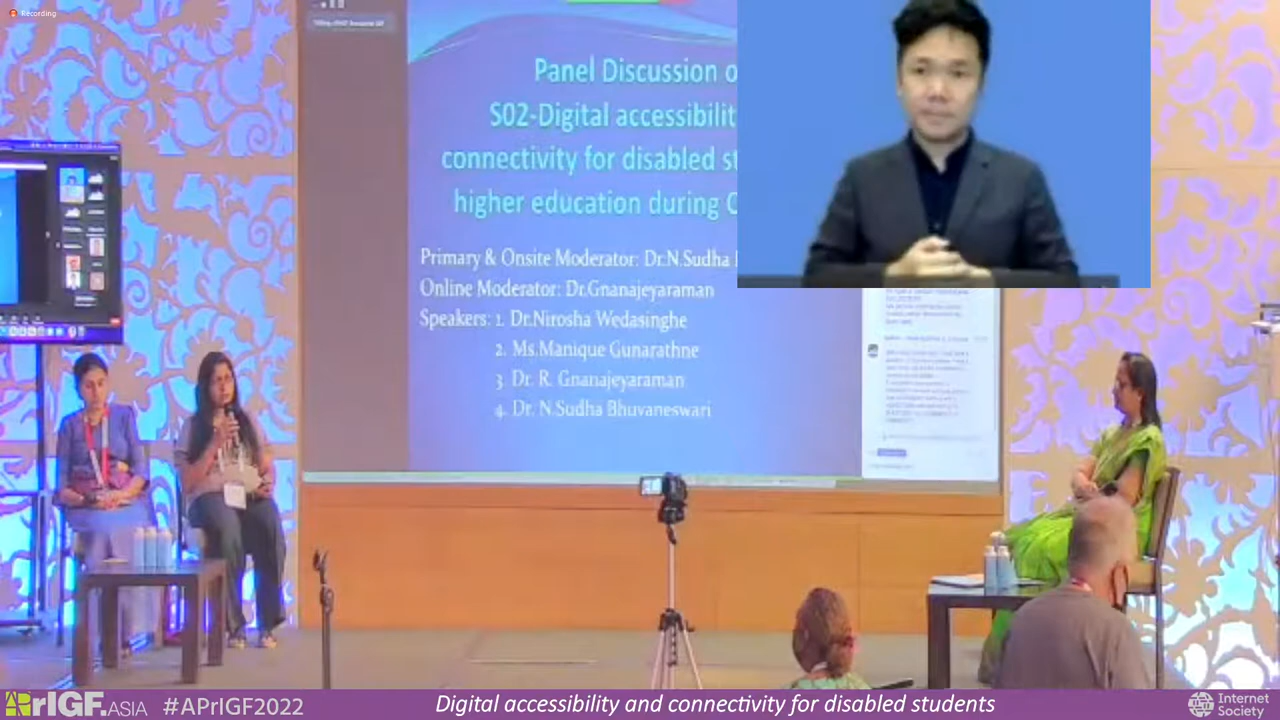 Recording
Panel Discussion o
S02-Digital accessibilit
connectivity for disabled st
higher education during C
Primary & Onsite Moderator: Dr.N.Sudha
Online Moderator: Dr.Gnanajeyaraman
Speakers: 1. Dr.Nirosha Wedasinghe
2. Ms.Manique Gunarathne
3 Dr. R. Gnanajeyaraman
4. Dr. N.Sudha Bhuvaneswari
APrIGF.ASIA #APrIGF2022
Digital accessibility and connectivity for disabled students
Internet
Society